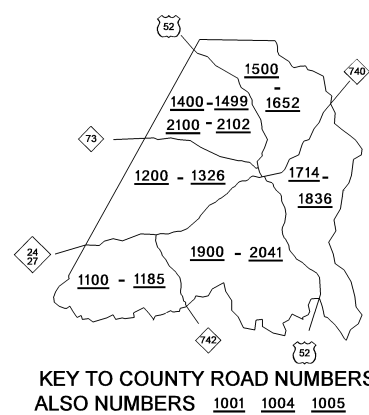 52
1500
-
1652
740
1400-1499
2100 - 2102
73
1200 - 1326
1714-
1836
24
27
1900 - 2041
1100 - 1185
742
52
KEY TO COUNTY ROAD NUMBERS
ALSO NUMBERS 1001 1004 1005